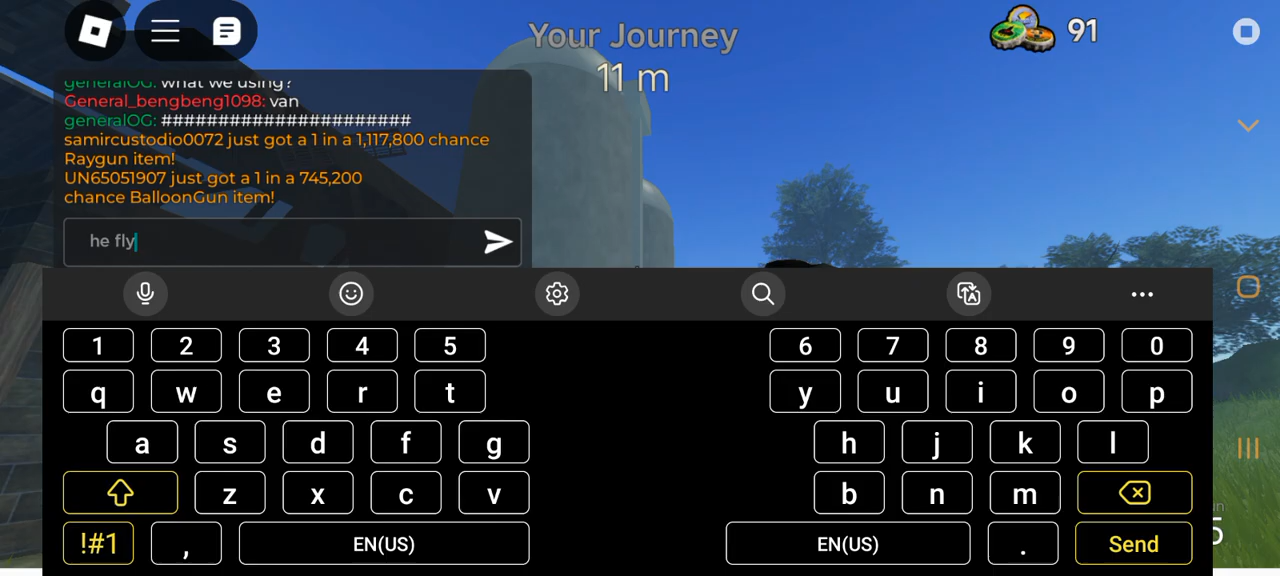 Your Journey
11 m
91
generalOG: what we using?
General_bengbeng1098: van
generalOG: ######################
samircustodio0072 just got a 1 in a 1,117,800 chance
Raygun item!
UN65051907 just got a 1 in a 745,200
chance BalloonGun item!
he fly
1 2 3 4 5 6 7 8 9 0
q w e r t y u i o p
a s d f g h j k l
z x c v b n m
!#1 , EN(US) EN(US) . Send
5